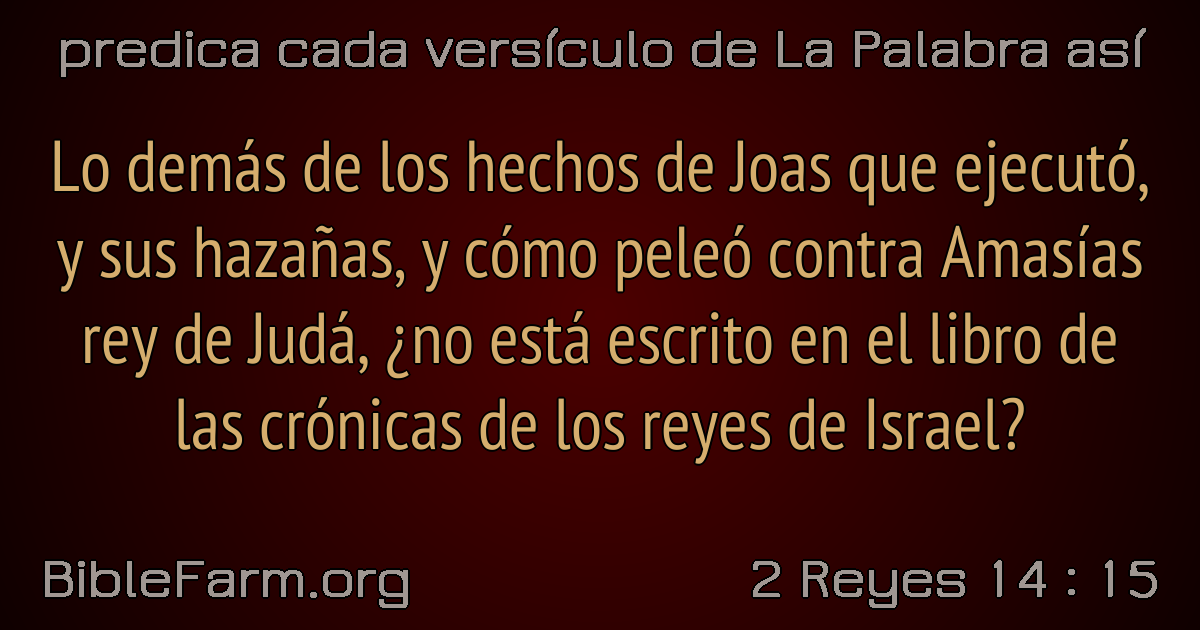 predica cada versículo de La Palabra así
Lo demás de los hechos de Joas que ejecutó,
y sus hazañas, y cómo peleó contra Amasías
rey de Judá, ¿no está escrito en el libro de
las crónicas de los reyes de Israel?
BibleFarm.org
2 Reyes 14 : 15